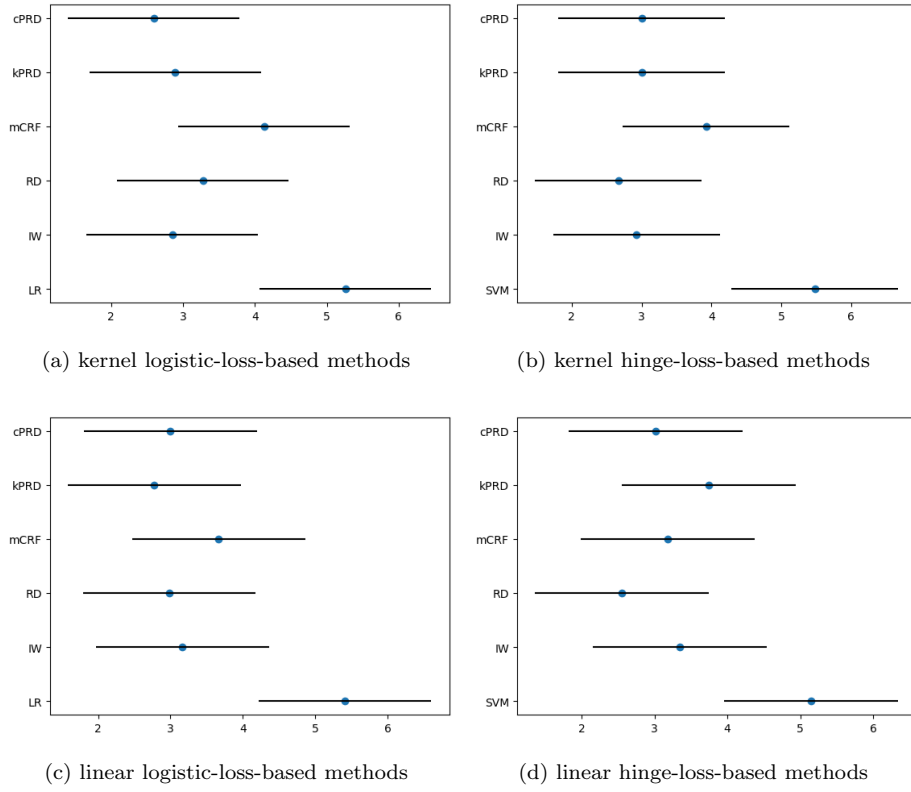 cPRD
kPRD
mCRF
RD
IW
LR
2 3 4 5 6
(a) kernel logistic-loss-based methods
cPRD
kPRD
mCRF
RD
IW
SVM
2 3 4 5 6
(b) kernel hinge-loss-based methods
cPRD
kPRD
mCRF
RD
IW
LR
2 3 4 5 6
(c) linear logistic-loss-based methods
cPRD
kPRD
mCRF
RD
IW
SVM
2 3 4 5 6
(d) linear hinge-loss-based methods